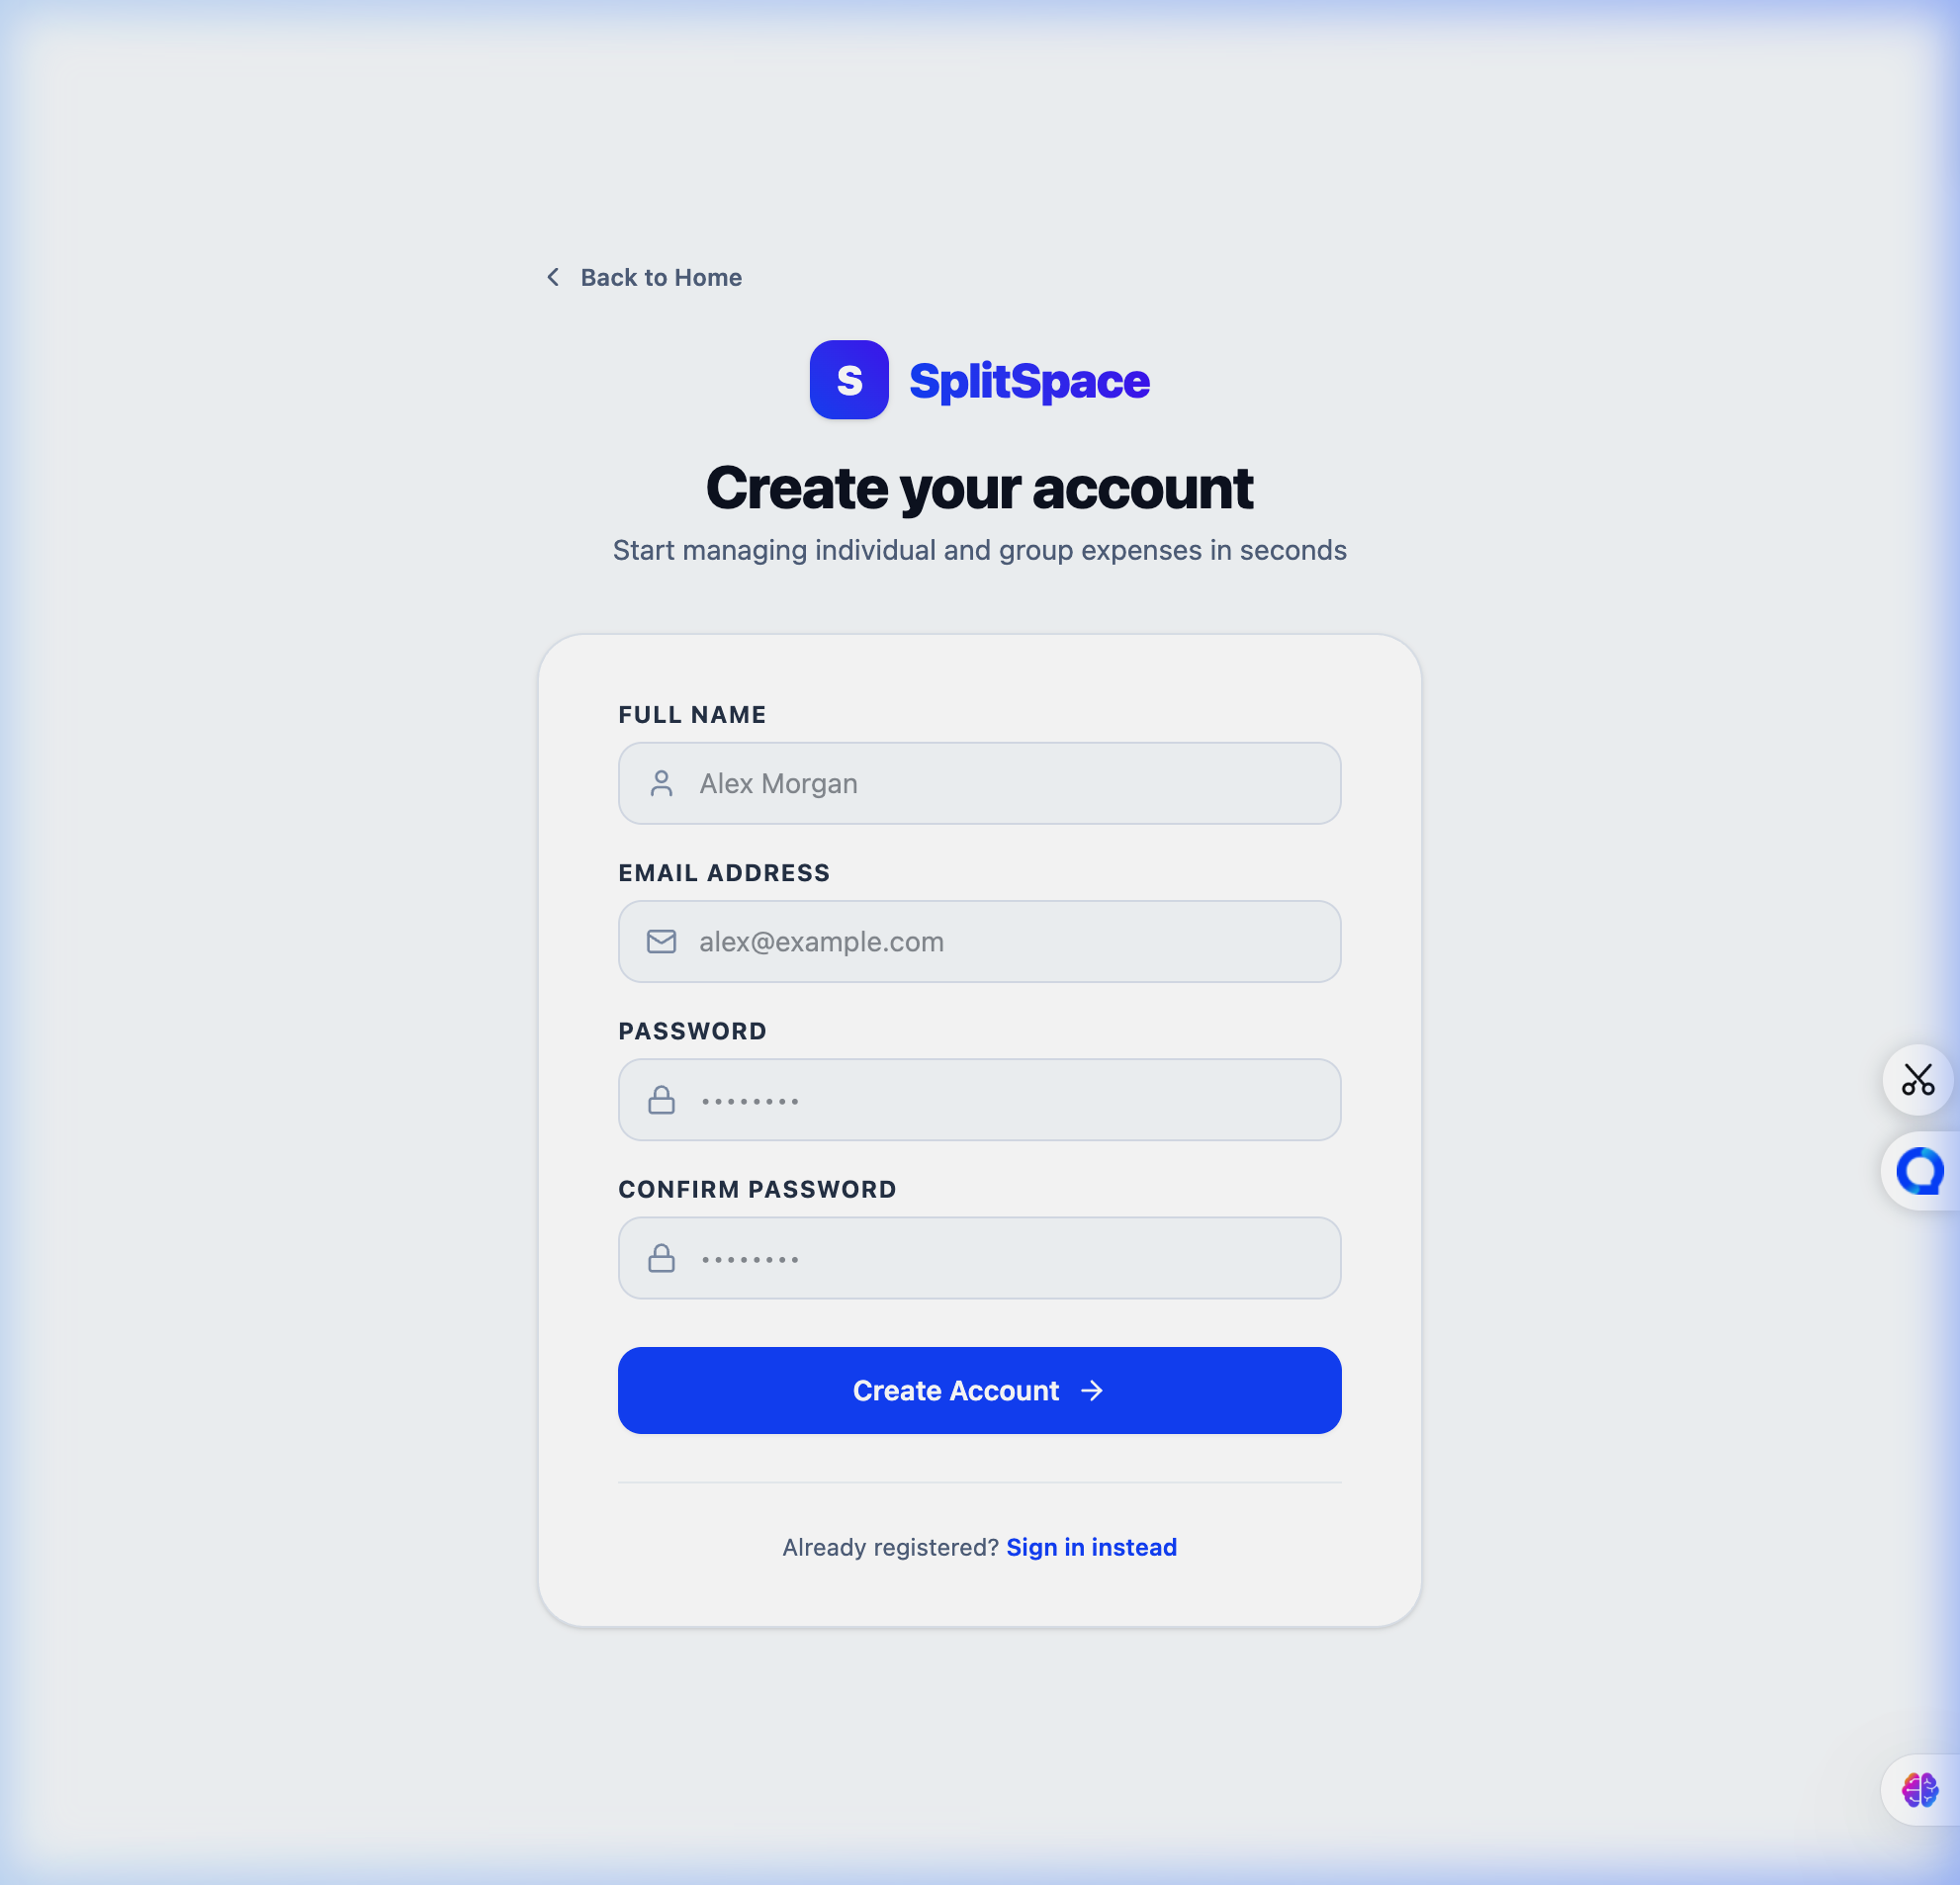 Back to Home
S SplitSpace
Create your account
Start managing individual and group expenses in seconds
FULL NAME
Alex Morgan
EMAIL ADDRESS
alex@example.com
PASSWORD
••••••••
CONFIRM PASSWORD
••••••••
Create Account →
Already registered? Sign in instead